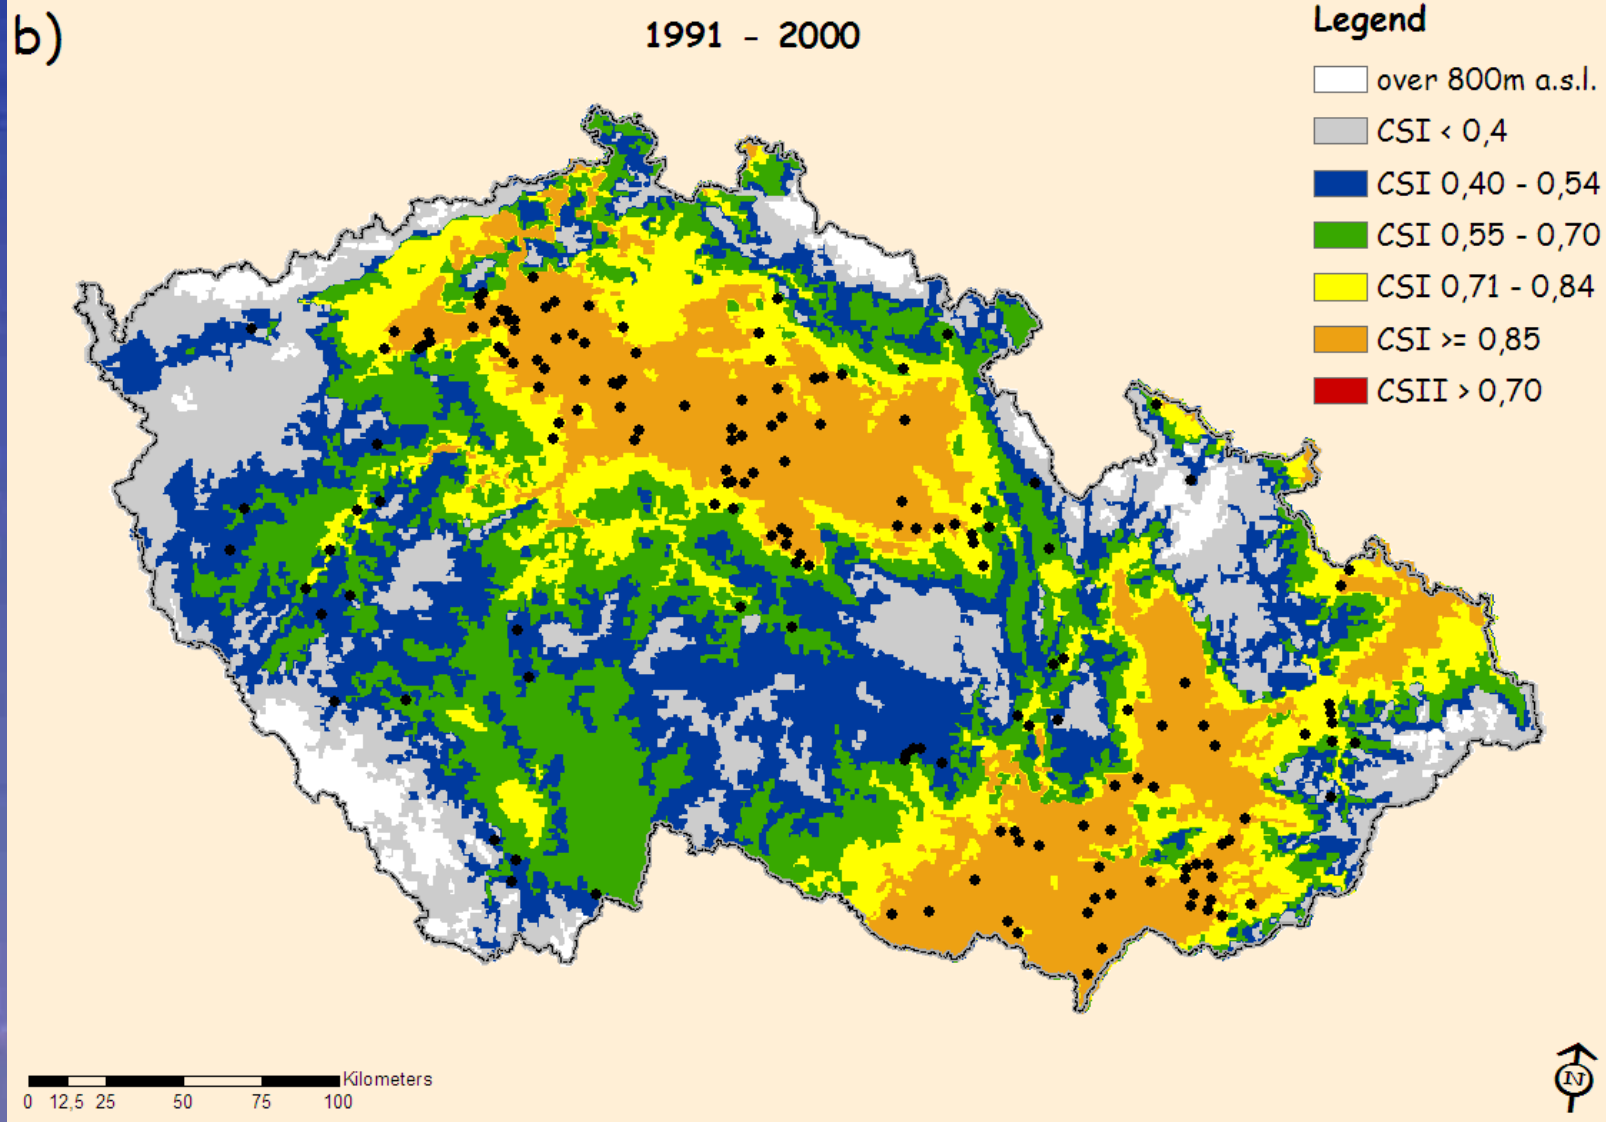 b)
1991 - 2000
Legend
over 800m a.s.l.
CSI < 0,4
CSI 0,40 - 0,54
CSI 0,55 - 0,70
CSI 0,71 - 0,84
CSI >= 0,85
CSII > 0,70
Kilometers
0 12,5 25 50 75 100
N